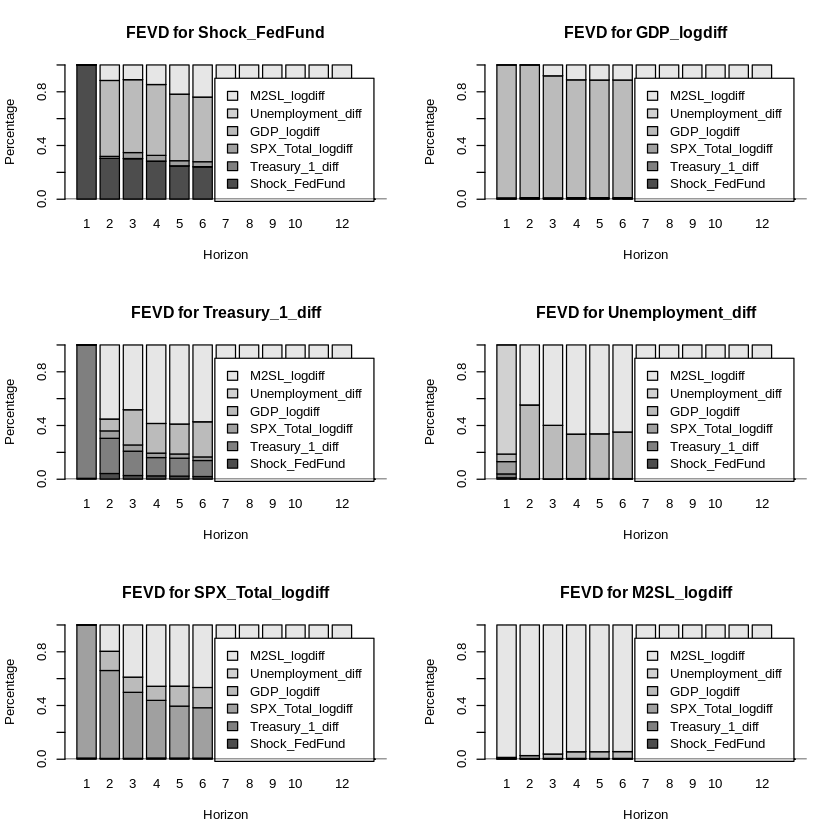 FEVD for Shock_FedFund
Percentage
0.0 0.4 0.8
M2SL_logdiff
Unemployment_diff
GDP_logdiff
SPX_Total_logdiff
Treasury_1_diff
Shock_FedFund
1 2 3 4 5 6 7 8 9 10 12
Horizon
FEVD for GDP_logdiff
Percentage
0.0 0.4 0.8
M2SL_logdiff
Unemployment_diff
GDP_logdiff
SPX_Total_logdiff
Treasury_1_diff
Shock_FedFund
1 2 3 4 5 6 7 8 9 10 12
Horizon
FEVD for Treasury_1_diff
Percentage
0.0 0.4 0.8
M2SL_logdiff
Unemployment_diff
GDP_logdiff
SPX_Total_logdiff
Treasury_1_diff
Shock_FedFund
1 2 3 4 5 6 7 8 9 10 12
Horizon
FEVD for Unemployment_diff
Percentage
0.0 0.4 0.8
M2SL_logdiff
Unemployment_diff
GDP_logdiff
SPX_Total_logdiff
Treasury_1_diff
Shock_FedFund
1 2 3 4 5 6 7 8 9 10 12
Horizon
FEVD for SPX_Total_logdiff
Percentage
0.0 0.4 0.8
M2SL_logdiff
Unemployment_diff
GDP_logdiff
SPX_Total_logdiff
Treasury_1_diff
Shock_FedFund
1 2 3 4 5 6 7 8 9 10 12
Horizon
FEVD for M2SL_logdiff
Percentage
0.0 0.4 0.8
M2SL_logdiff
Unemployment_diff
GDP_logdiff
SPX_Total_logdiff
Treasury_1_diff
Shock_FedFund
1 2 3 4 5 6 7 8 9 10 12
Horizon